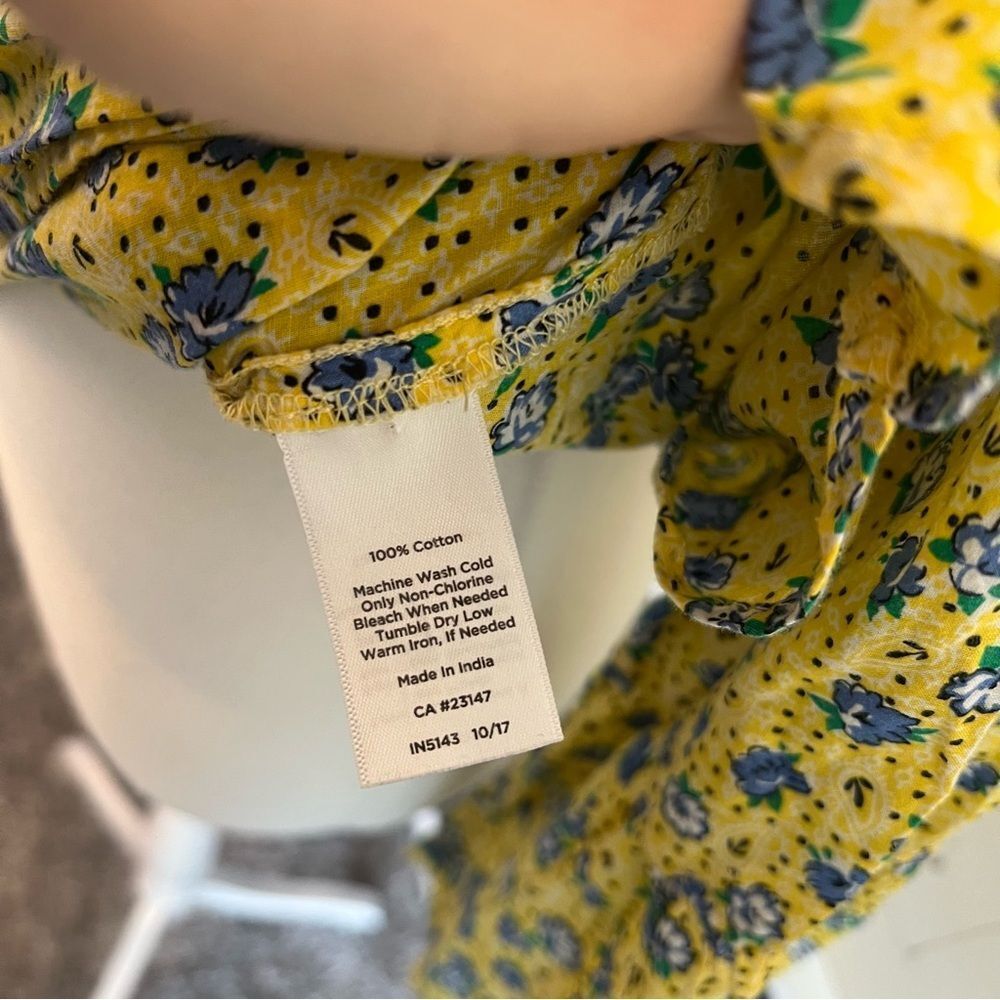 100% Cotton
Machine Wash Cold
Only Non-Chlorine
Bleach When Needed
Tumble Dry Low
Warm Iron, If Needed
Made In India
CA #23147
IN5143 10/17